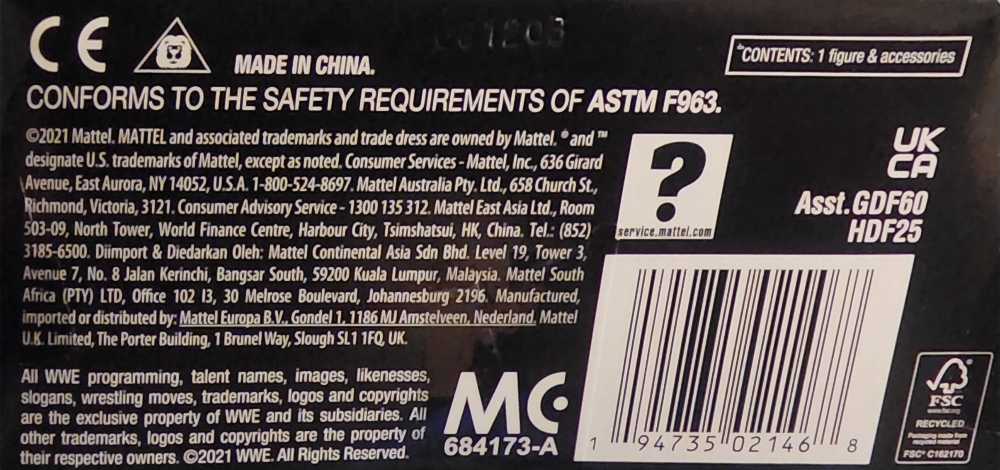 CE
MADE IN CHINA.
*CONTENTS: 1 figure & accessories
CONFORMS TO THE SAFETY REQUIREMENTS OF ASTM F963.
©2021 Mattel. MATTEL and associated trademarks and trade dress are owned by Mattel. ® and ™
designate U.S. trademarks of Mattel, except as noted. Consumer Services - Mattel, Inc., 636 Girard
Avenue, East Aurora, NY 14052, U.S.A. 1-800-524-8697. Mattel Australia Pty. Ltd., 658 Church St.,
Richmond, Victoria, 3121. Consumer Advisory Service - 1300 135 312. Mattel East Asia Ltd., Room
503-09, North Tower, World Finance Centre, Harbour City, Tsimshatsui, HK, China. Tel.: (852)
3185-6500. Diimport & Diedarkan Oleh: Mattel Continental Asia Sdn Bhd. Level 19, Tower 3,
Avenue 7, No. 8 Jalan Kerinchi, Bangsar South, 59200 Kuala Lumpur, Malaysia. Mattel South
Africa (PTY) LTD, Office 102 I3, 30 Melrose Boulevard, Johannesburg 2196. Manufactured,
imported or distributed by: Mattel Europa B.V., Gondel 1, 1186 MJ Amstelveen, Nederland. Mattel
U.K. Limited, The Porter Building, 1 Brunel Way, Slough SL1 1FQ, UK.
?
service.mattel.com
UK
CA
Asst.GDF60
HDF25
All WWE programming, talent names, images, likenesses,
slogans, wrestling moves, trademarks, logos and copyrights
are the exclusive property of WWE and its subsidiaries. All
other trademarks, logos and copyrights are the property of
their respective owners. ©2021 WWE. All Rights Reserved.
MC
684173-A
1 94735 02146 8
FSC
www.fsc.org
RECYCLED
Packaging made from
recycled material
FSC® C162170